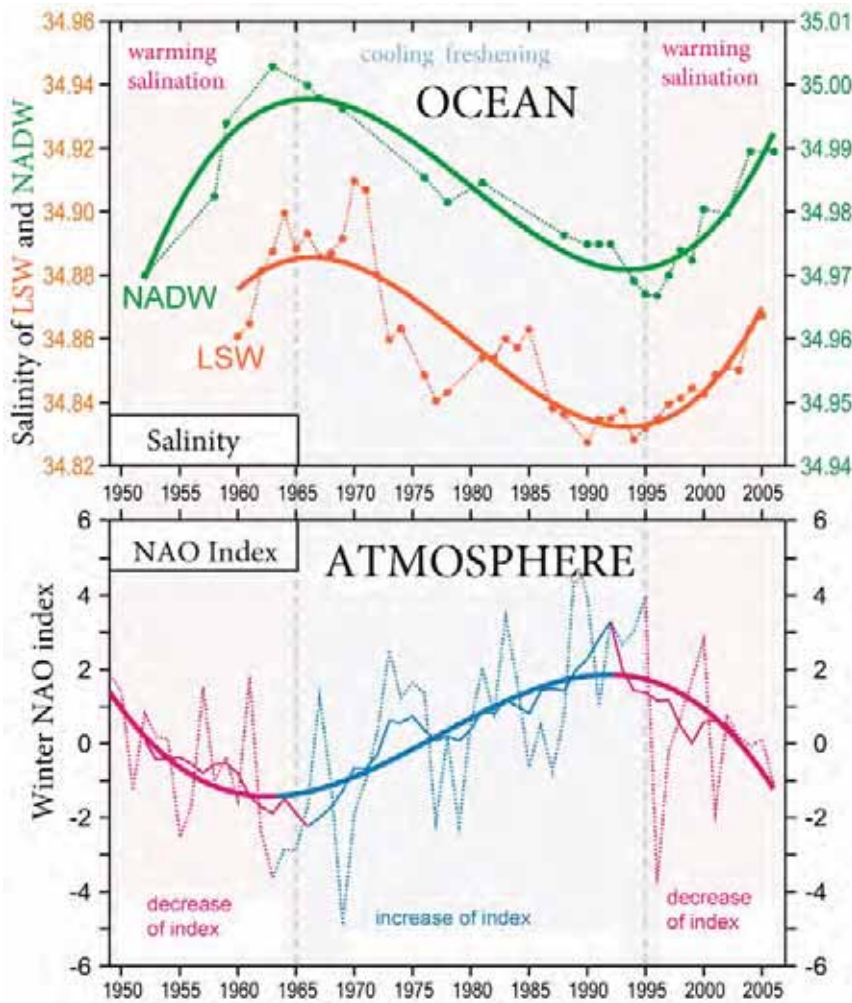 34.96
34.94
34.92
34.90
34.88
34.86
34.84
34.82
Salinity of LSW and NADW
warming
salination
cooling freshening
warming
salination
OCEAN
NADW
LSW
Salinity
35.01
35.00
34.99
34.98
34.97
34.96
34.95
34.94
1950 1955 1960 1965 1970 1975 1980 1985 1990 1995 2000 2005
6
4
2
0
-2
-4
-6
Winter NAO index
NAO Index
ATMOSPHERE
decrease
of index
increase of index
decrease
of index
6
4
2
0
-2
-4
-6
1950 1955 1960 1965 1970 1975 1980 1985 1990 1995 2000 2005